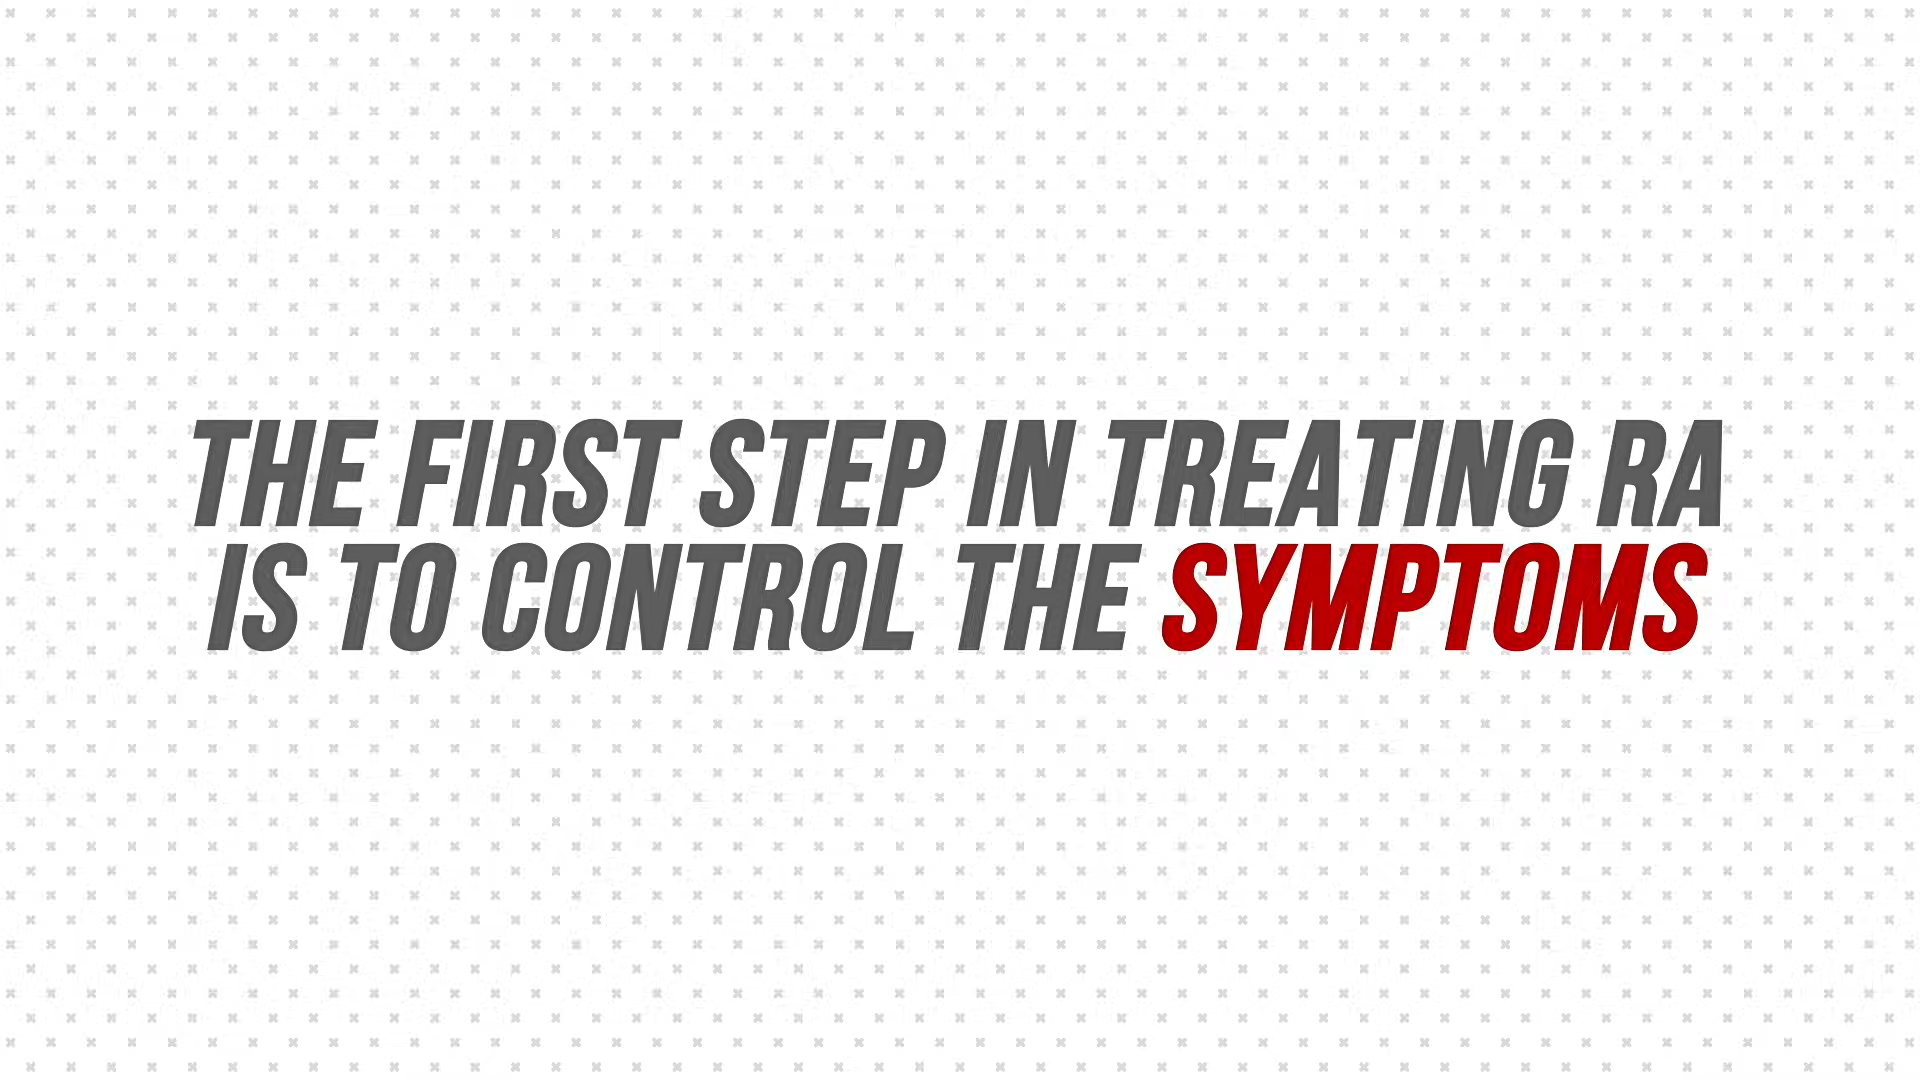 THE FIRST STEP IN TREATING RA
IS TO CONTROL THE SYMPTOMS